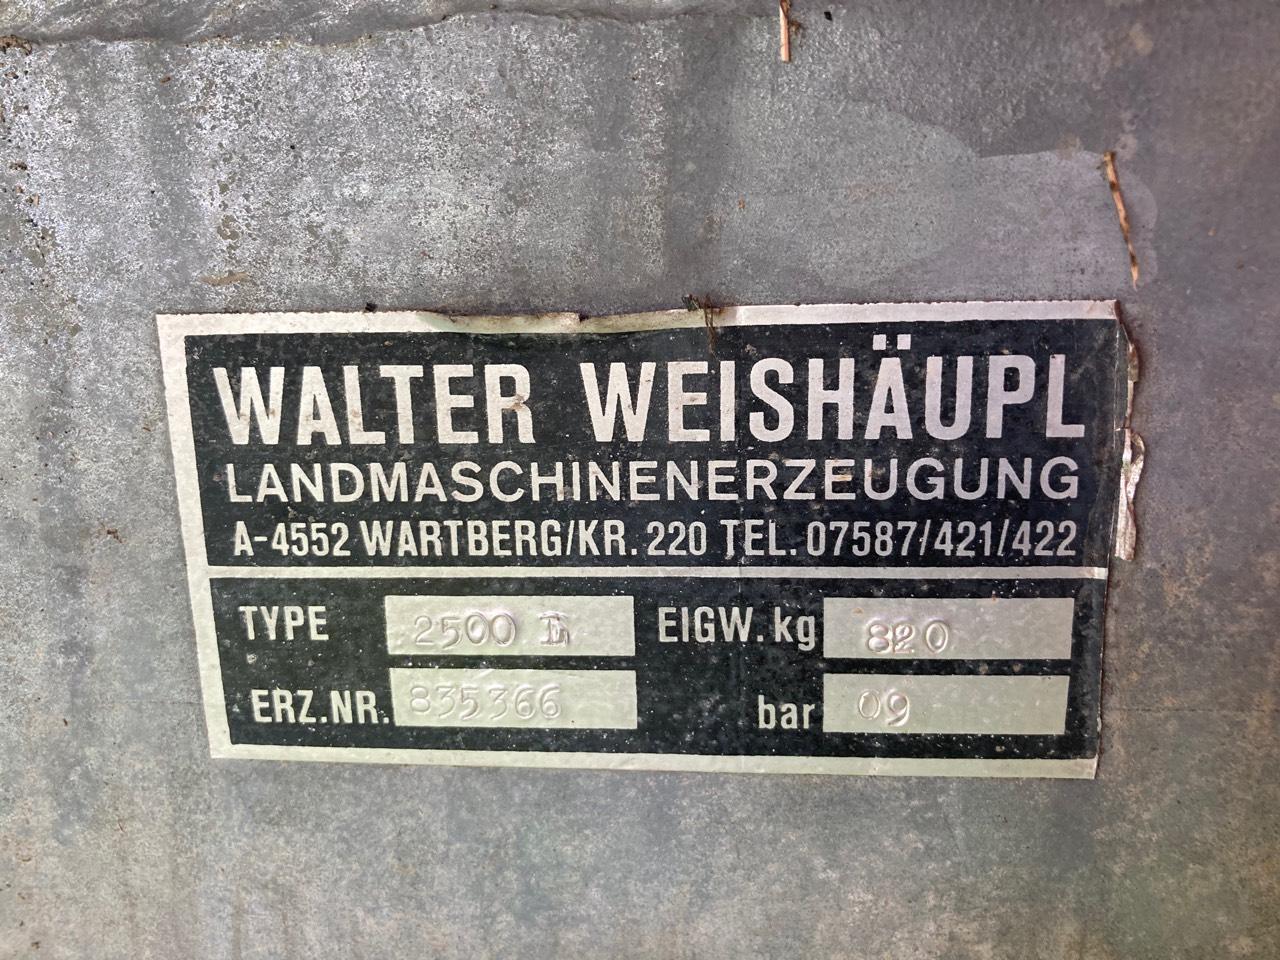 WALTER WEISHÄUPL
LANDMASCHINENERZEUGUNG
A-4552 WARTBERG/KR. 220 TEL. 07587/421/422
TYPE 2500 L EIGW. kg 820
ERZ.NR. 835366 bar 09